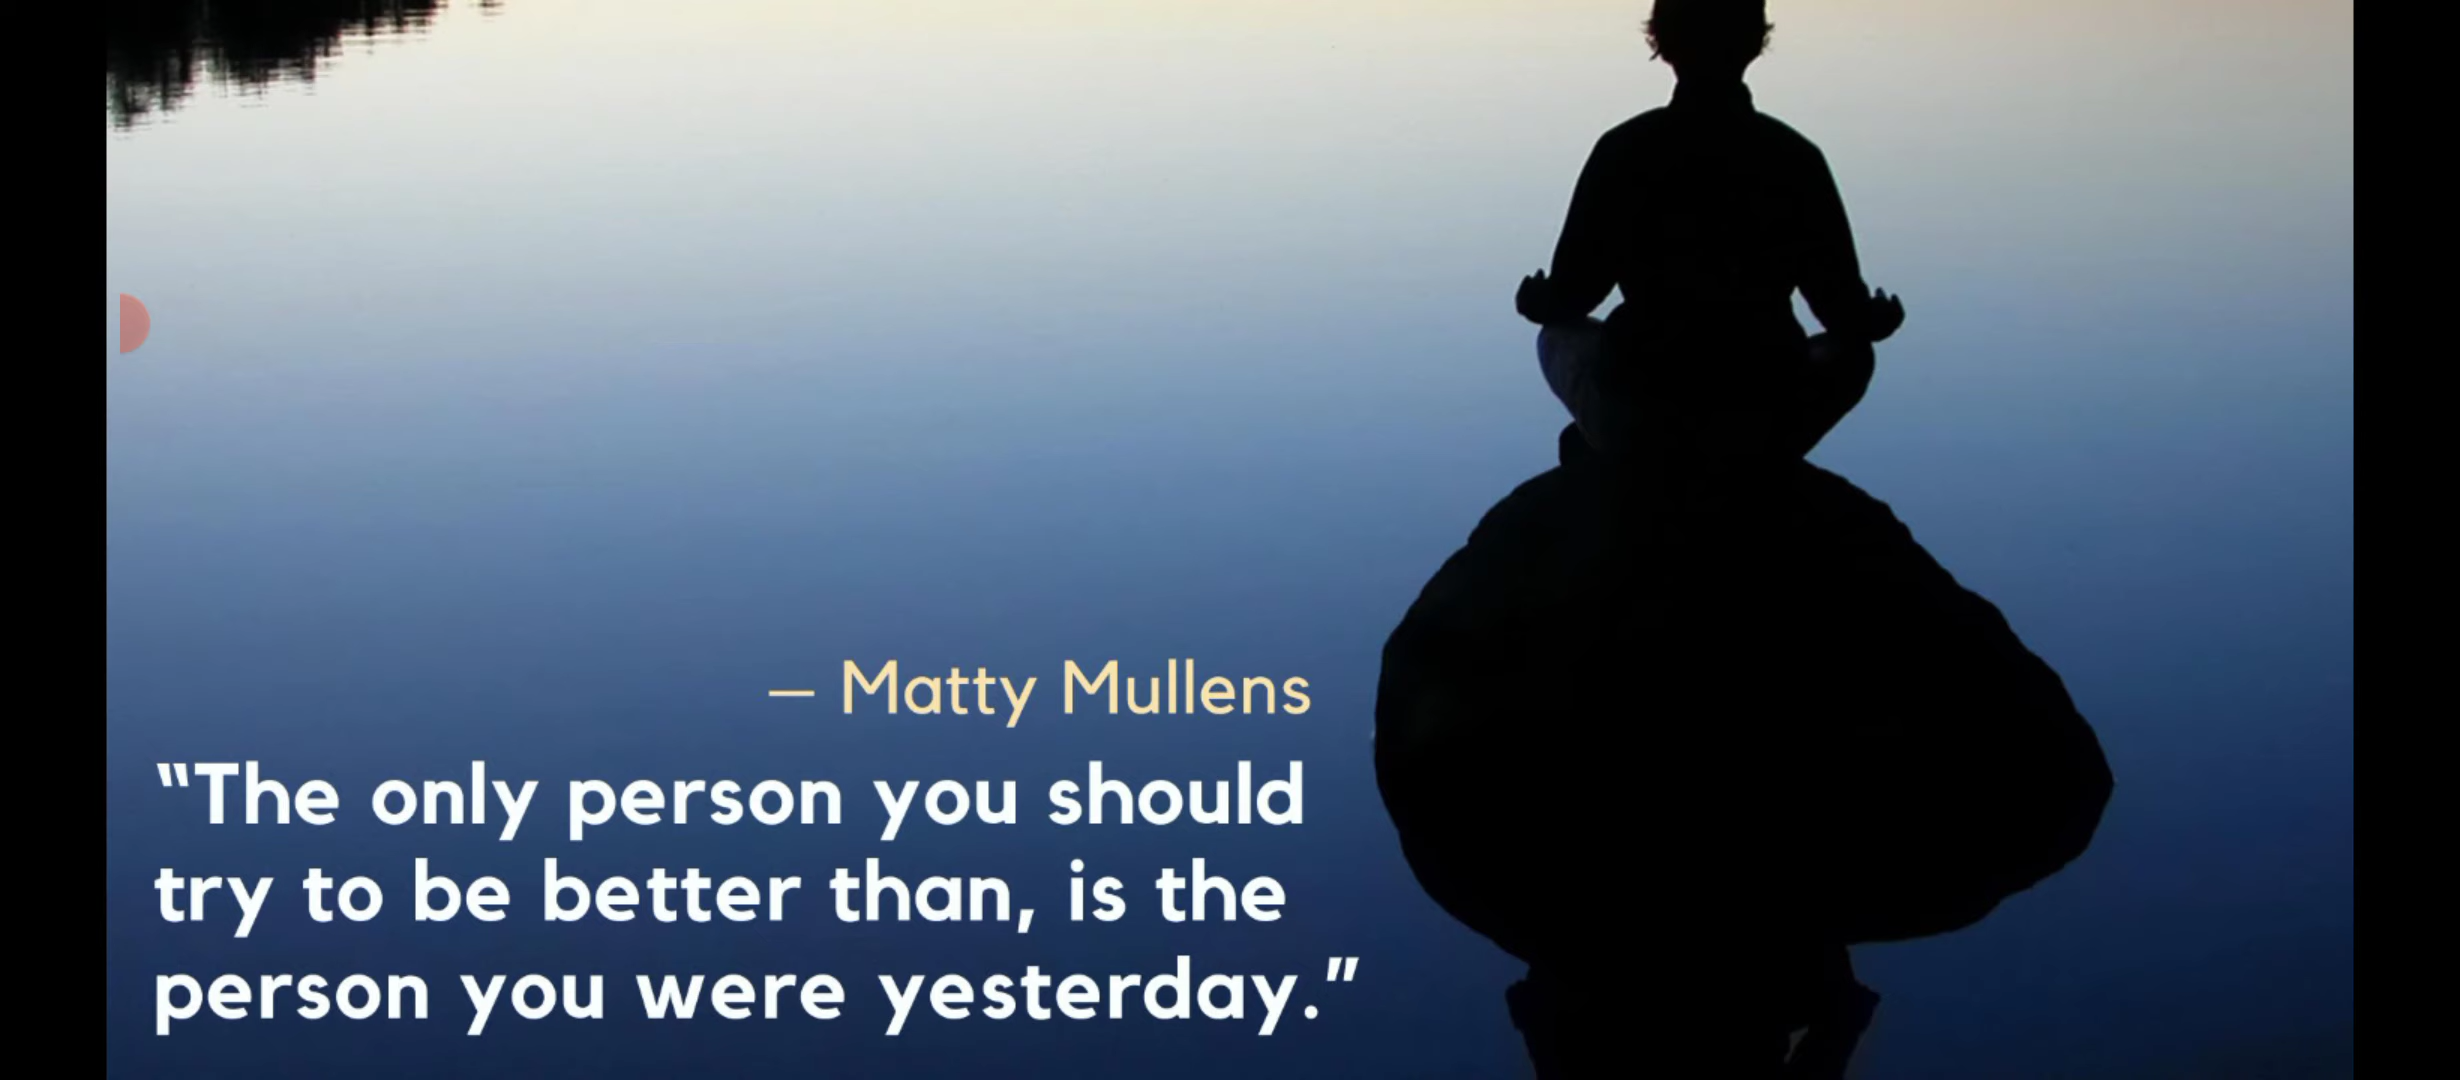 — Matty Mullens
“The only person you should
try to be better than, is the
person you were yesterday.”